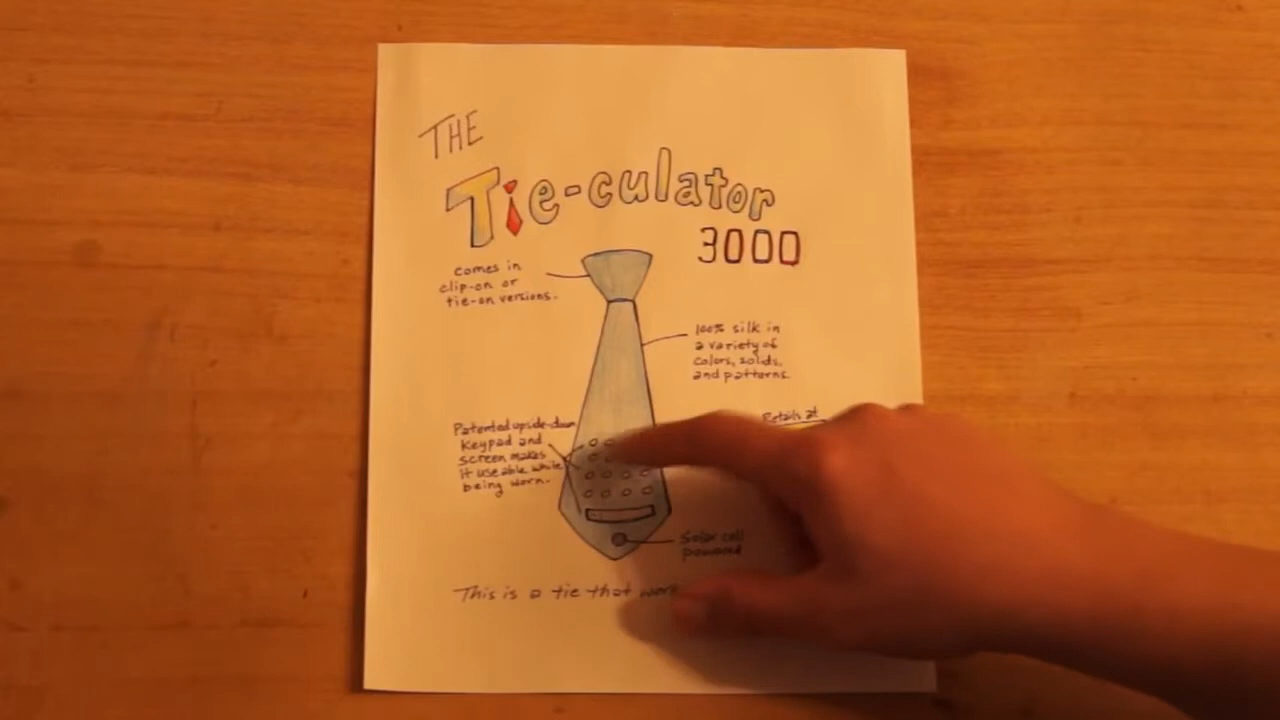 THE
Tie-culator
3000
comes in
clip-on or
tie-on versions.
100% silk in
a variety of
colors, solids,
and patterns.
Retails at
Patented upside-down
Keypad and
screen makes
it useable while
being worn.
Solar cell
powered
This is a tie that